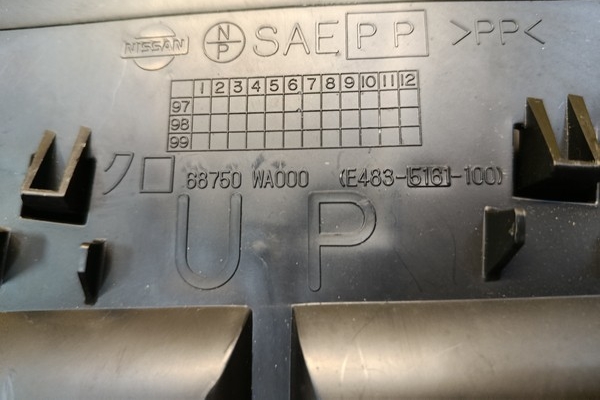 NISSAN NP SAE PP >PP<
1 2 3 4 5 6 7 8 9 10 11 12
97
98
99
クロ 68750 WA000 (E483-5161-100)
UP